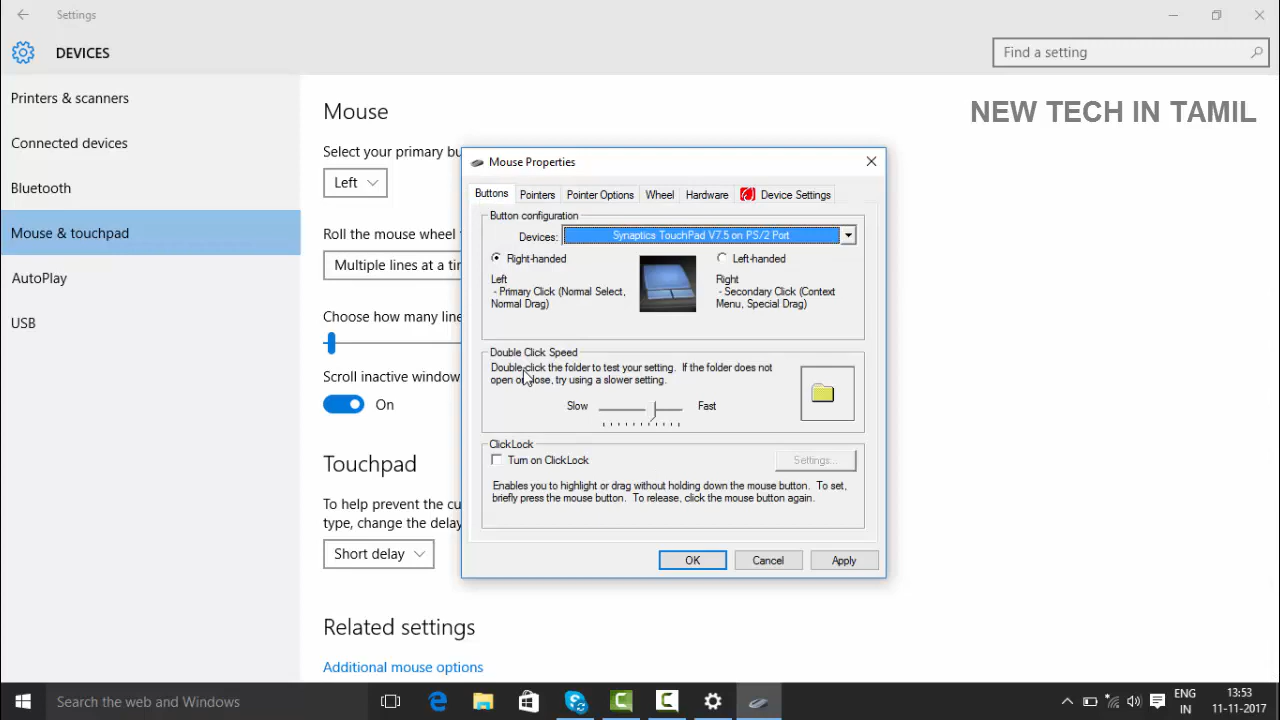 Settings
DEVICES
Find a setting
Printers & scanners
Connected devices
Bluetooth
Mouse & touchpad
AutoPlay
USB
Mouse
NEW TECH IN TAMIL
Select your primary bu
Left
Roll the mouse wheel
Multiple lines at a tir
Choose how many line
Scroll inactive window
On
Touchpad
To help prevent the cu
type, change the delay
Short delay
Related settings
Additional mouse options
Mouse Properties
Buttons Pointers Pointer Options Wheel Hardware Device Settings
Button configuration
Devices: Synaptics TouchPad V7.5 on PS/2 Port
Right-handed
Left
- Primary Click (Normal Select,
Normal Drag)
Left-handed
Right
- Secondary Click (Context
Menu, Special Drag)
Double Click Speed
Double click the folder to test your setting. If the folder does not
open or close, try using a slower setting.
Slow Fast
ClickLock
Turn on ClickLock
Settings...
Enables you to highlight or drag without holding down the mouse button. To set,
briefly press the mouse button. To release, click the mouse button again.
OK Cancel Apply
Search the web and Windows
ENG
IN
13:53
11-11-2017